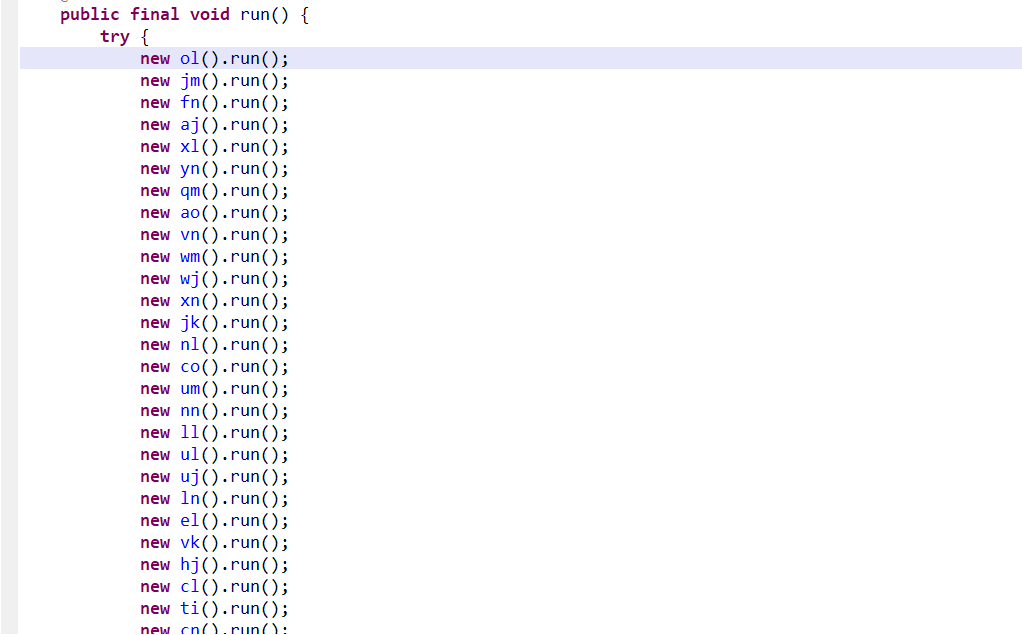 public final void run() {
try {
new ol().run();
new jm().run();
new fn().run();
new aj().run();
new xl().run();
new yn().run();
new qm().run();
new ao().run();
new vn().run();
new wm().run();
new wj().run();
new xn().run();
new jk().run();
new nl().run();
new co().run();
new um().run();
new nn().run();
new ll().run();
new ul().run();
new uj().run();
new ln().run();
new el().run();
new vk().run();
new hj().run();
new cl().run();
new ti().run();
new cn().run();